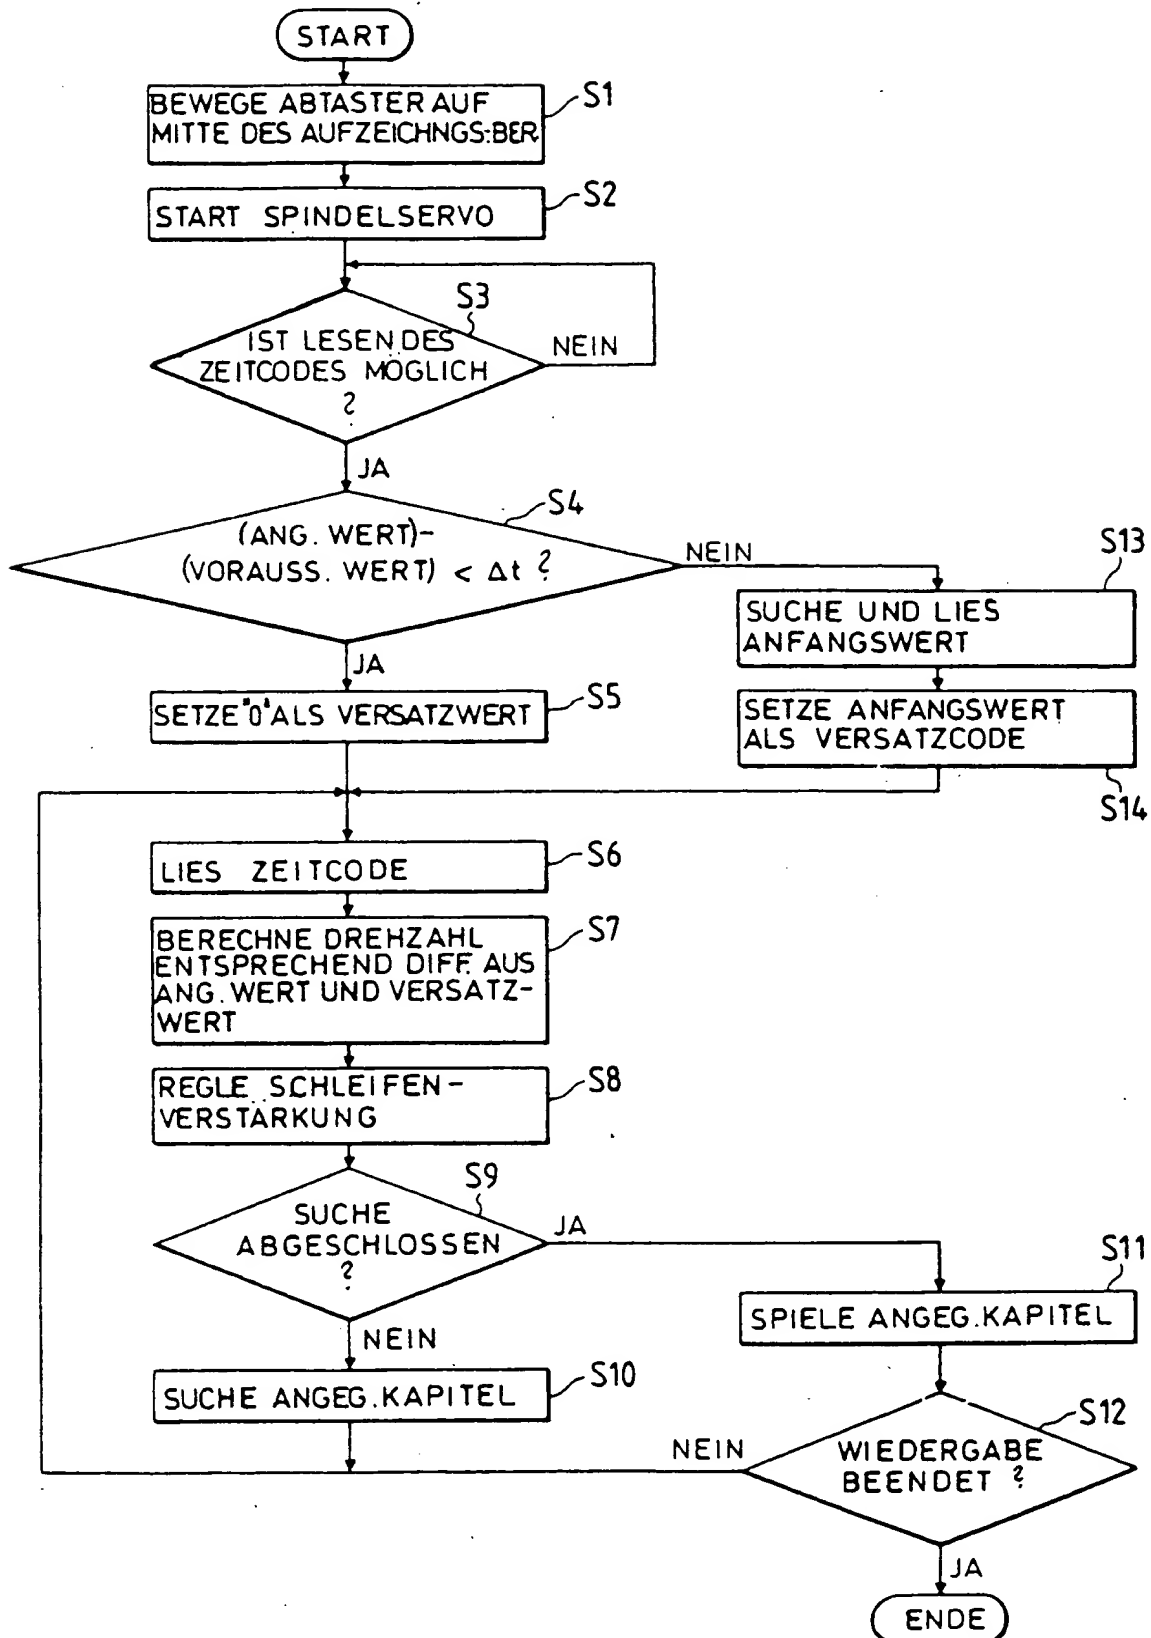 START
BEWEGE ABTASTER AUF
MITTE DES AUFZEICHNGS:BER.
S1
START SPINDELSERVO
S2
S3
IST LESEN DES
ZEITCODES MÖGLICH
?
NEIN
JA
S4
(ANG. WERT)-
(VORAUSS. WERT) < Δt ?
NEIN
S13
SUCHE UND LIES
ANFANGSWERT
JA
SETZE "0" ALS VERSATZWERT
S5
SETZE ANFANGSWERT
ALS VERSATZCODE
S14
LIES ZEITCODE
S6
BERECHNE DREHZAHL
ENTSPRECHEND DIFF. AUS
ANG. WERT UND VERSATZ-
WERT
S7
REGLE SCHLEIFEN-
VERSTÄRKUNG
S8
S9
SUCHE
ABGESCHLOSSEN
?
JA
S11
SPIELE ANGEG. KAPITEL
NEIN
SUCHE ANGEG. KAPITEL
S10
S12
NEIN
WIEDERGABE
BEENDET ?
JA
ENDE